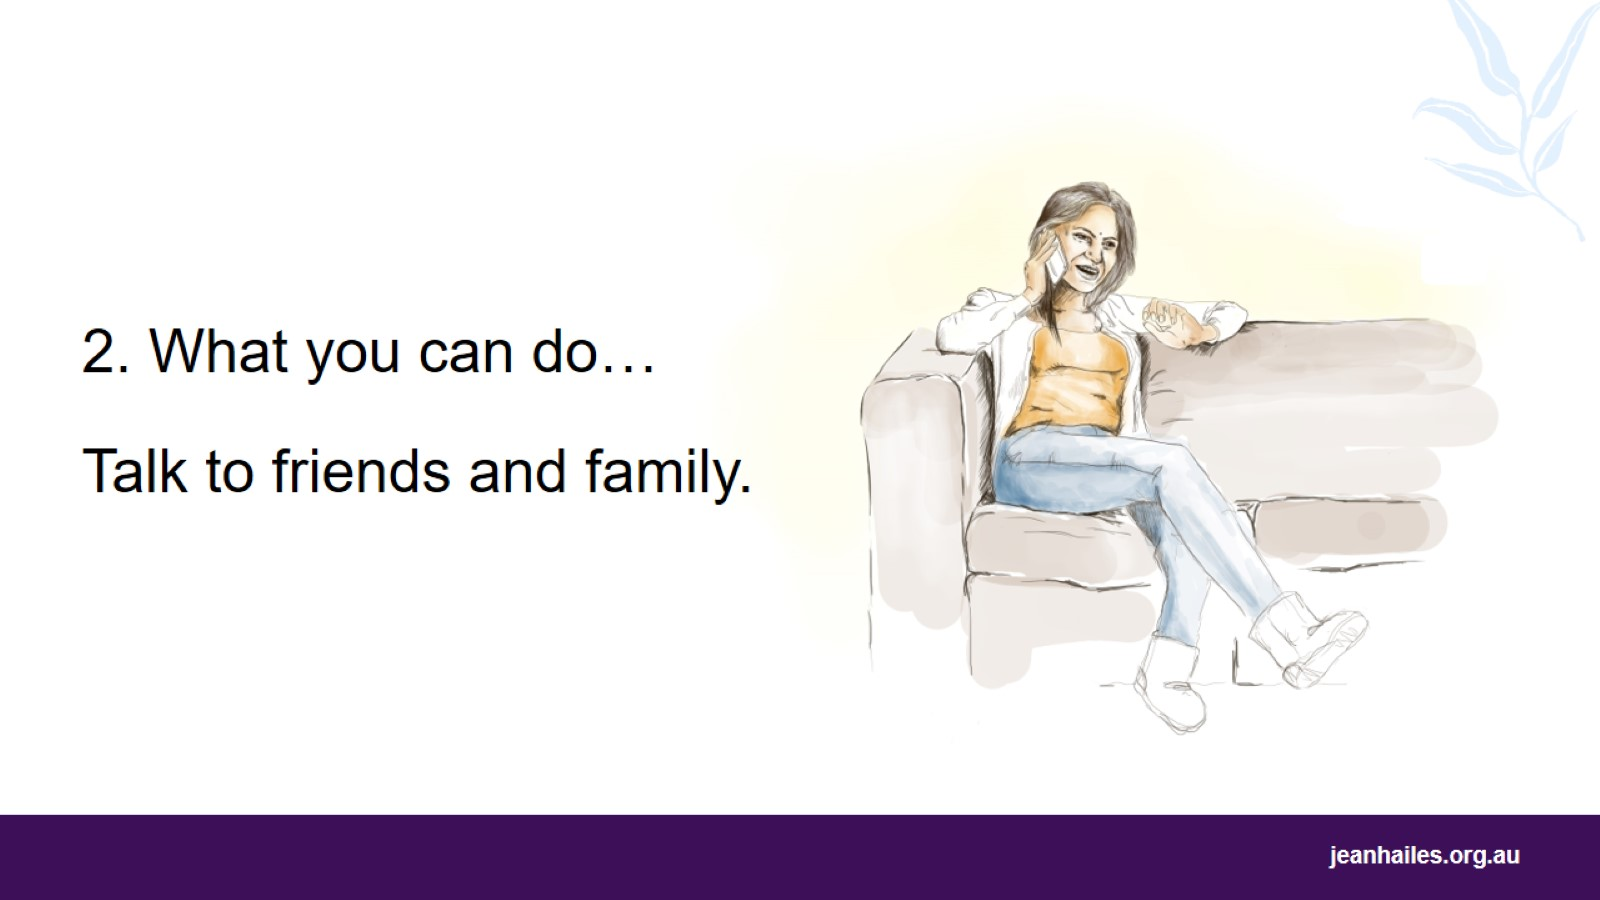 2. What you can do…
Talk to friends and family.
jeanhailes.org.au